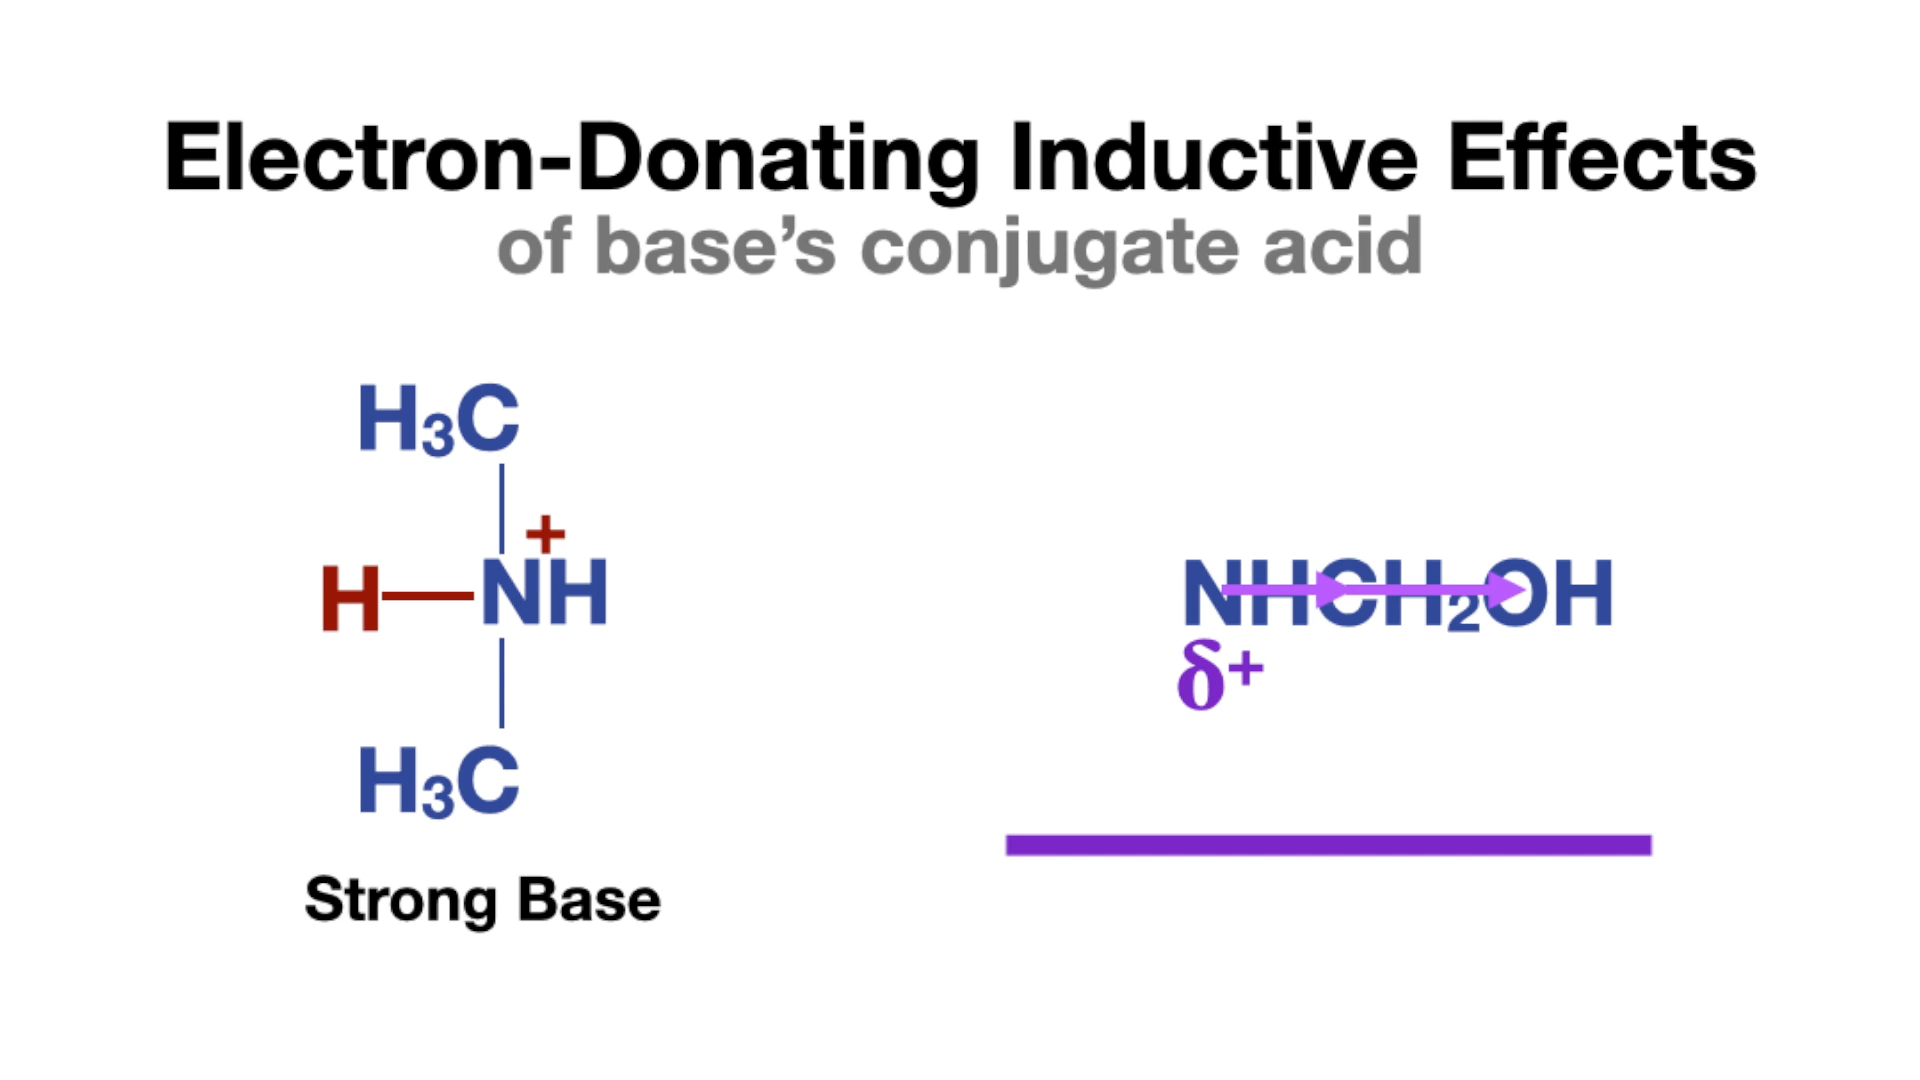 Electron-Donating Inductive Effects
of base’s conjugate acid
H₃C
+
H NH
H₃C
Strong Base
NHCH₂OH
δ+